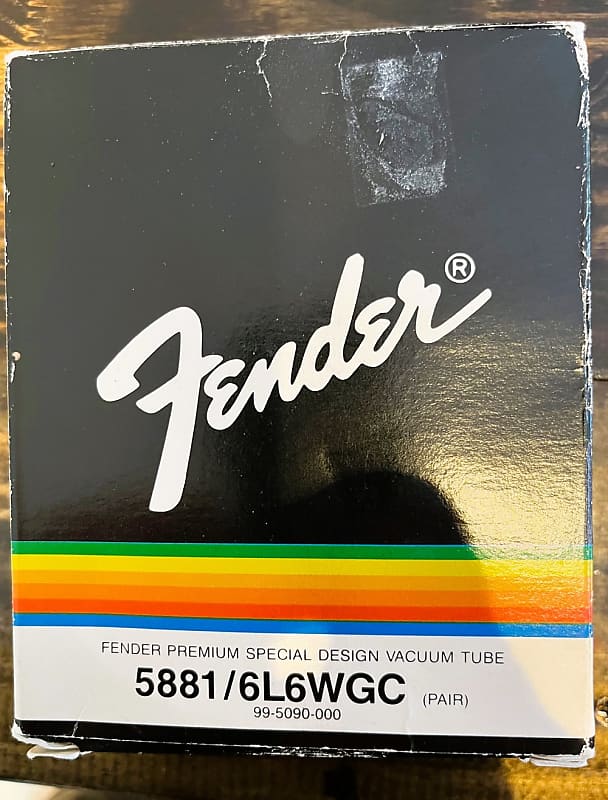 Fender®
FENDER PREMIUM SPECIAL DESIGN VACUUM TUBE
5881/6L6WGC (PAIR)
99-5090-000